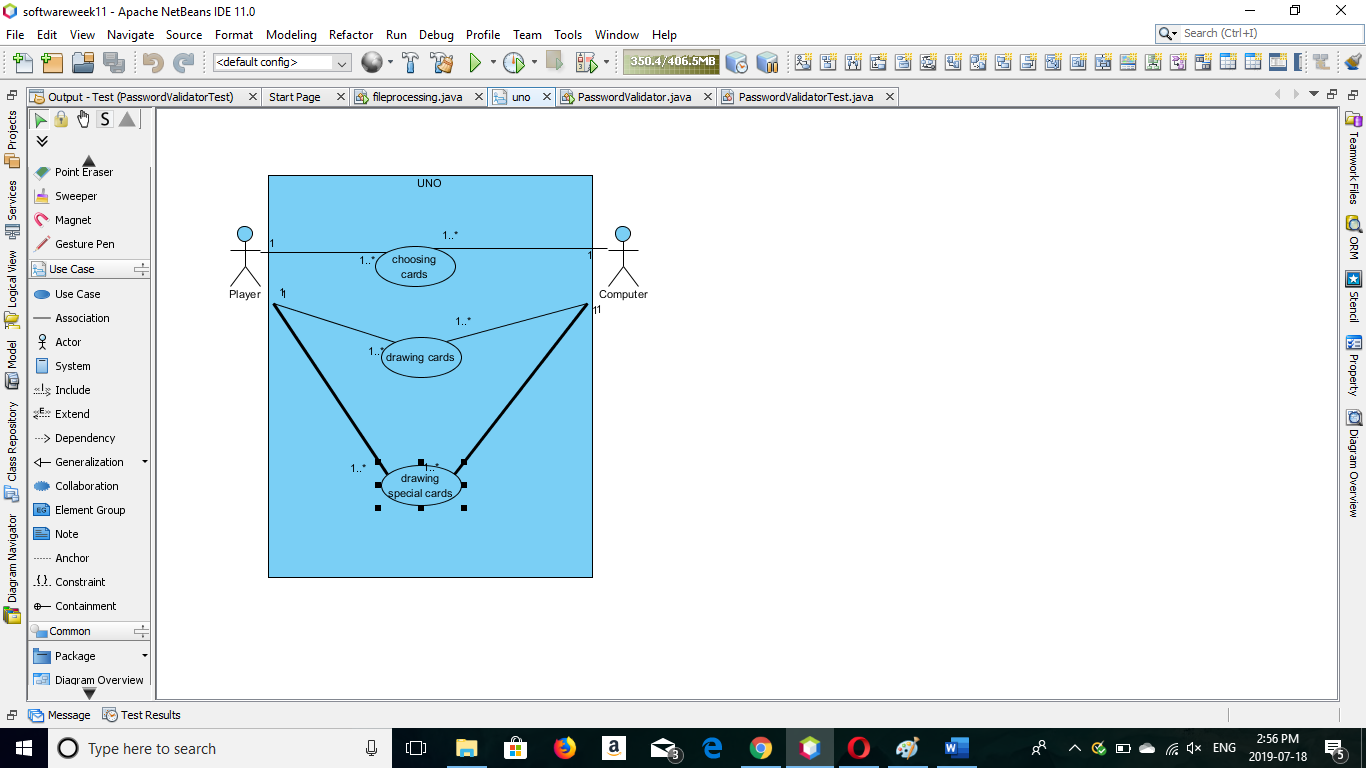 softwareweek11 - Apache NetBeans IDE 11.0
File Edit View Navigate Source Format Modeling Refactor Run Debug Profile Team Tools Window Help
Search (Ctrl+I)
<default config>
350.4/406.5MB
Output - Test (PasswordValidatorTest) Start Page fileprocessing.java uno PasswordValidator.java PasswordValidatorTest.java
Projects
Services
Logical View
Model
Class Repository
Diagram Navigator
S
Point Eraser
Sweeper
Magnet
Gesture Pen
Use Case
Use Case
Association
Actor
System
Include
Extend
Dependency
Generalization
Collaboration
EG Element Group
Note
Anchor
Constraint
Containment
Common
Package
Diagram Overview
UNO
1
1..*
1..*
1
choosing
cards
Player
Computer
1
1
1
1
1..*
1..*
drawing cards
1..*
1..*
drawing
special cards
Teamwork Files
ORM
Stencil
Property
Diagram Overview
Message Test Results
Type here to search
a
3
W
ENG
2:56 PM
2019-07-18
5